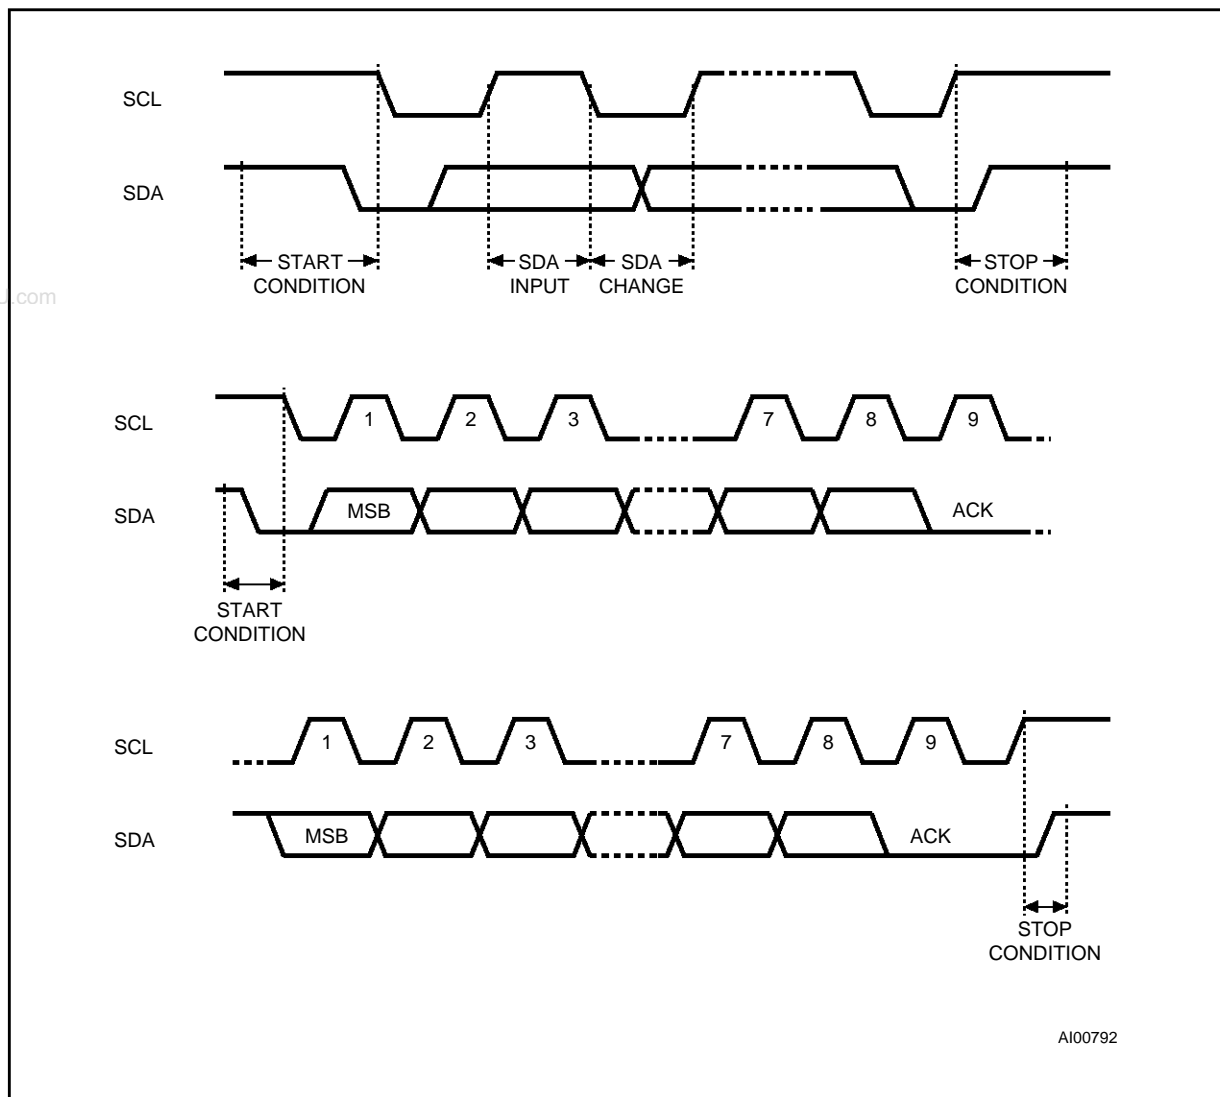 SCL
SDA
START
CONDITION
SDA
INPUT
SDA
CHANGE
STOP
CONDITION
.com
SCL
1 2 3 7 8 9
SDA
MSB ACK
START
CONDITION
SCL
1 2 3 7 8 9
SDA
MSB ACK
STOP
CONDITION
AI00792